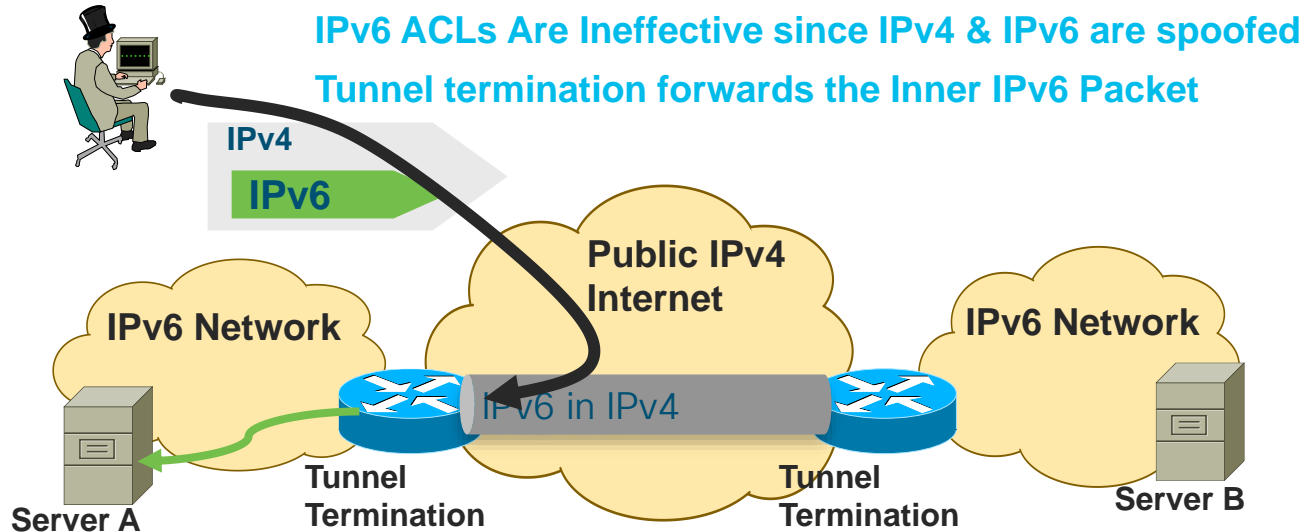 IPv6 ACLs Are Ineffective since IPv4 & IPv6 are spoofed
Tunnel termination forwards the Inner IPv6 Packet
IPv4
IPv6
Public IPv4
Internet
IPv6 Network
IPv6 Network
IPv6 in IPv4
Tunnel
Termination
Tunnel
Termination
Server A
Server B